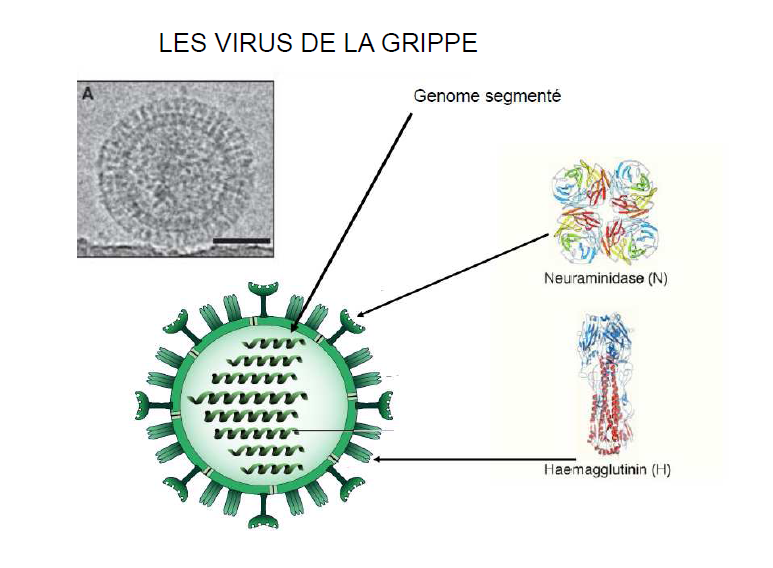 LES VIRUS DE LA GRIPPE
A
Genome segmenté
Neuraminidase (N)
Haemagglutinin (H)